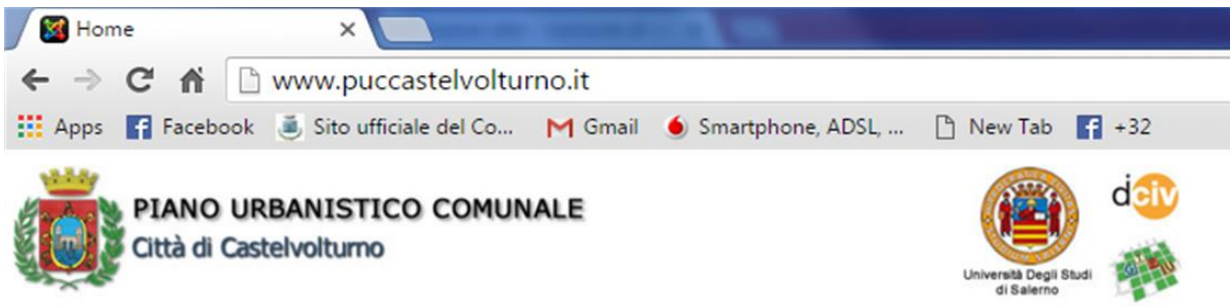 Home
www.puccastelvolturno.it
Apps Facebook Sito ufficiale del Co... Gmail Smartphone, ADSL, ... New Tab +32
PIANO URBANISTICO COMUNALE
Città di Castelvolturno
dciv
Università Degli Studi
di Salerno